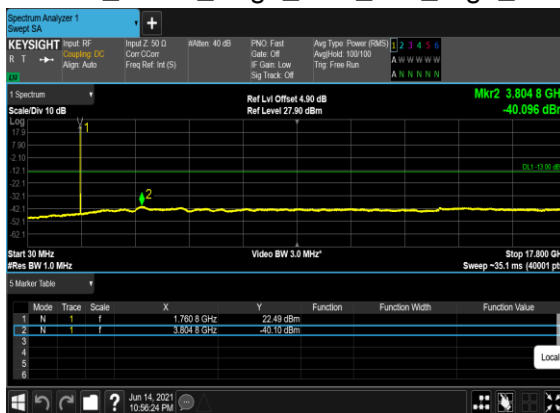 Spectrum Analyzer 1
Swept SA
KEYSIGHT Input: RF Input Z: 50 Ω #Atten: 40 dB PNO: Fast Avg Type: Power (RMS) 1 2 3 4 5 6
R T Coupling: DC Corr CCorr Gate: Off Avg|Hold: 100/100 A W W W W W
Align: Auto Freq Ref: Int (S) IF Gain: Low Trig: Free Run
LXI Sig Track: Off A N N N N N
1 Spectrum Ref Lvl Offset 4.90 dB Mkr2 3.804 8 GH
Scale/Div 10 dB Ref Level 27.90 dBm -40.096 dBr
Log
17.9 1
7.90
-2.10
-12.1 DL1 -13.00 dB
-22.1
-32.1 2
-42.1
-52.1
-62.1
Start 30 MHz Video BW 3.0 MHz* Stop 17.800 GH
#Res BW 1.0 MHz Sweep ~35.1 ms (40001 pt
5 Marker Table
Mode Trace Scale X Y Function Function Width Function Value
1 N 1 f 1.760 8 GHz 22.49 dBm
2 N 1 f 3.804 8 GHz -40.10 dBm
3
4
5
6
Local
? Jun 14, 2021
10:56:24 PM